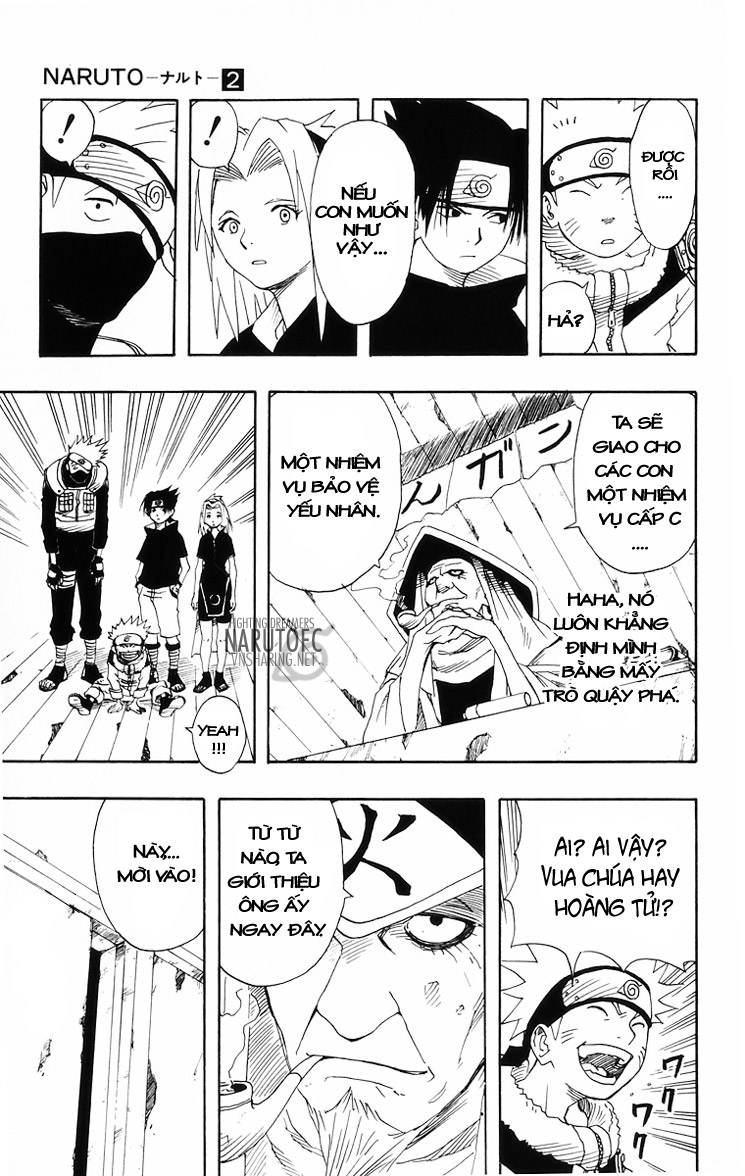 NARUTO —ナルト— 2
ĐƯỢC
RỒI
....
HẢ?
NẾU
CON MUỐN
NHƯ
VẬY...
!
!
TA SẼ
GIAO CHO
CÁC CON
MỘT NHIỆM
VỤ CẤP C
....
MỘT NHIỆM
VỤ BẢO VỆ
YẾU NHÂN.
んガン
HAHA, NÓ
LUÔN KHẲNG
ĐỊNH MÌNH
BẰNG MẤY
TRÒ QUẬY PHA.
FIGHTING DREAMERS
NARUTOFC
VNSHARING.NET
YEAH
!!!
AI? AI VẬY?
VUA CHÚA HAY
HOÀNG TỬ!?
ワク
ワク
TỪ TỪ
NÀO, TA
GIỚI THIỆU
ÔNG ẤY
NGAY ĐÂY.
火
NÀY,...
MỜI VÀO!